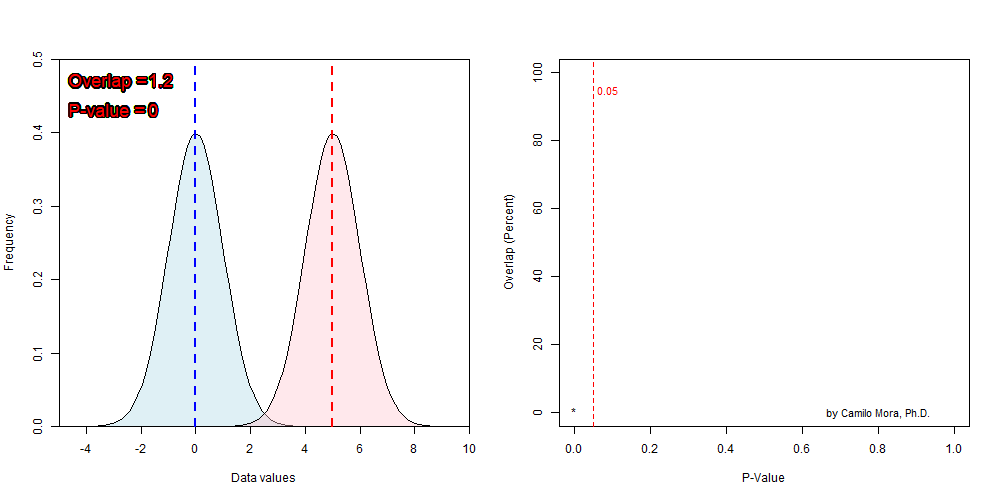 Overlap =1.2
P-value = 0
0.5
0.4
0.3
0.2
0.1
0.0
Frequency
-4 -2 0 2 4 6 8 10
Data values
100
80
60
40
20
0
Overlap (Percent)
0.05
*
by Camilo Mora, Ph.D.
0.0 0.2 0.4 0.6 0.8 1.0
P-Value